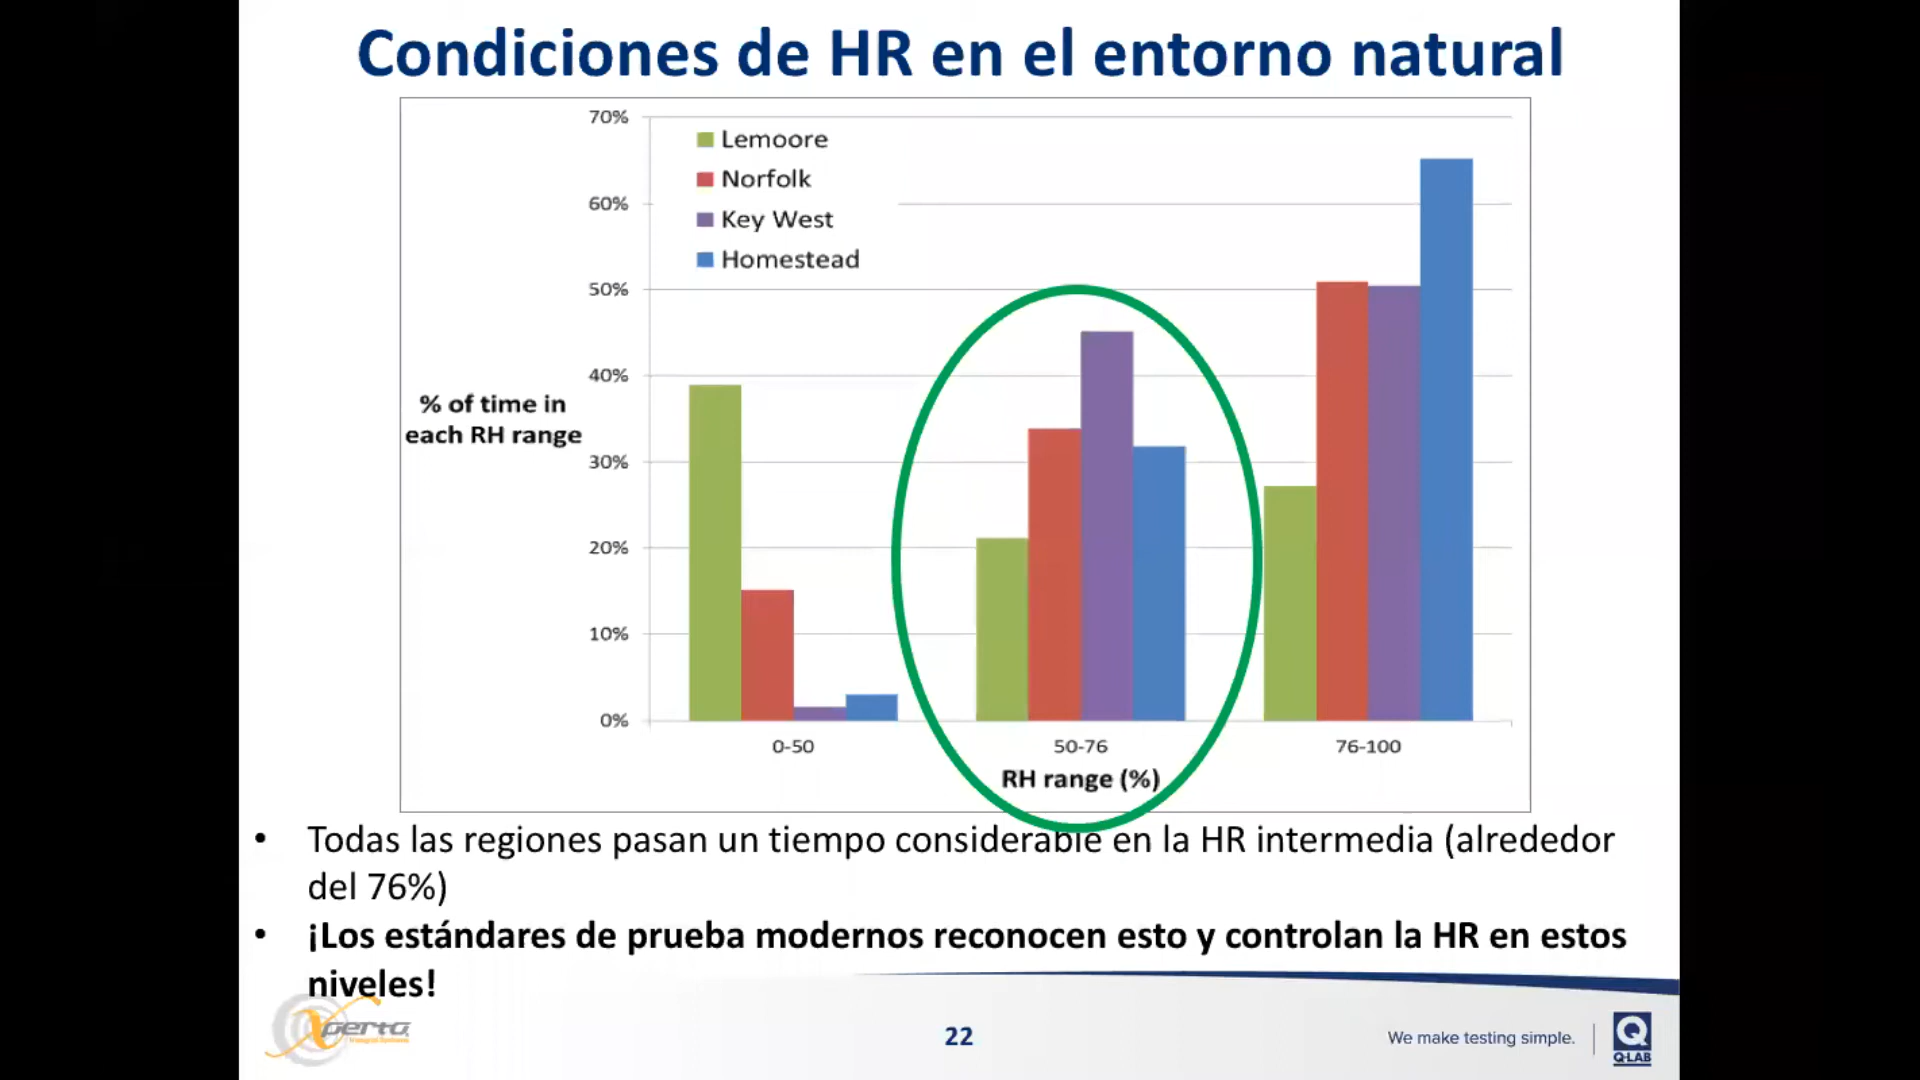 Condiciones de HR en el entorno natural
70%
60%
50%
40%
30%
20%
10%
0%
Lemoore
Norfolk
Key West
Homestead
% of time in
each RH range
0-50
50-76
76-100
RH range (%)
• Todas las regiones pasan un tiempo considerable en la HR intermedia (alrededor
del 76%)
• ¡Los estándares de prueba modernos reconocen esto y controlan la HR en estos
niveles!
Xperta
22
We make testing simple.
Q
Q-LAB